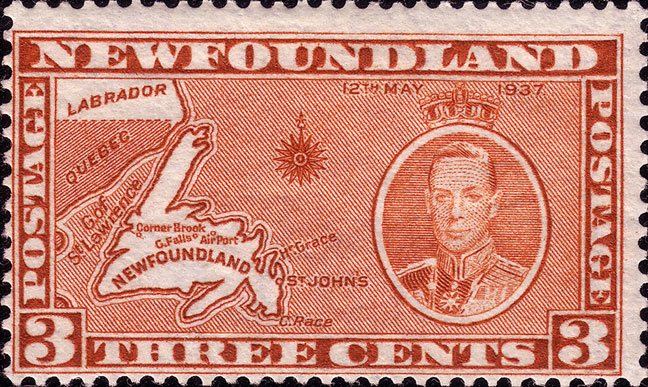 NEWFOUNDLAND
POSTAGE
POSTAGE
12TH MAY 1937
LABRADOR
QUEBEC
G. of
St. Lawrence
Corner Brook
G. Falls Air Port
NEWFOUNDLAND
Hr. Grace
ST JOHN'S
C. Race
3 THREE CENTS 3